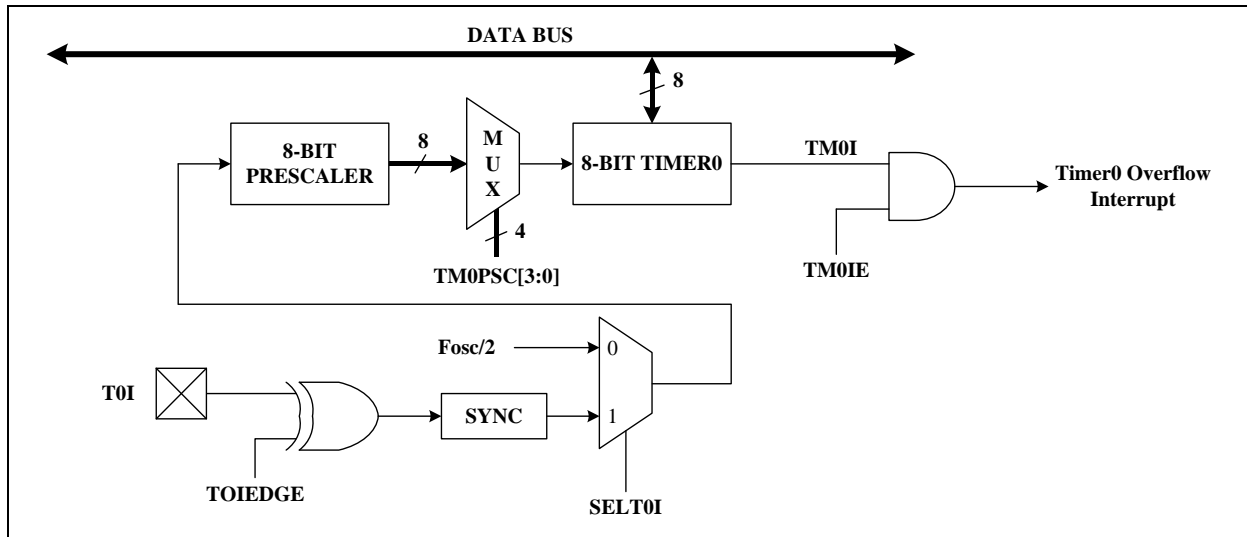 DATA BUS
8
8-BIT
PRESCALER
8
M
U
X
8-BIT TIMER0
TM0I
Timer0 Overflow
Interrupt
4
TM0PSC[3:0]
TM0IE
Fosc/2
0
T0I
SYNC
1
TOIEDGE
SELT0I